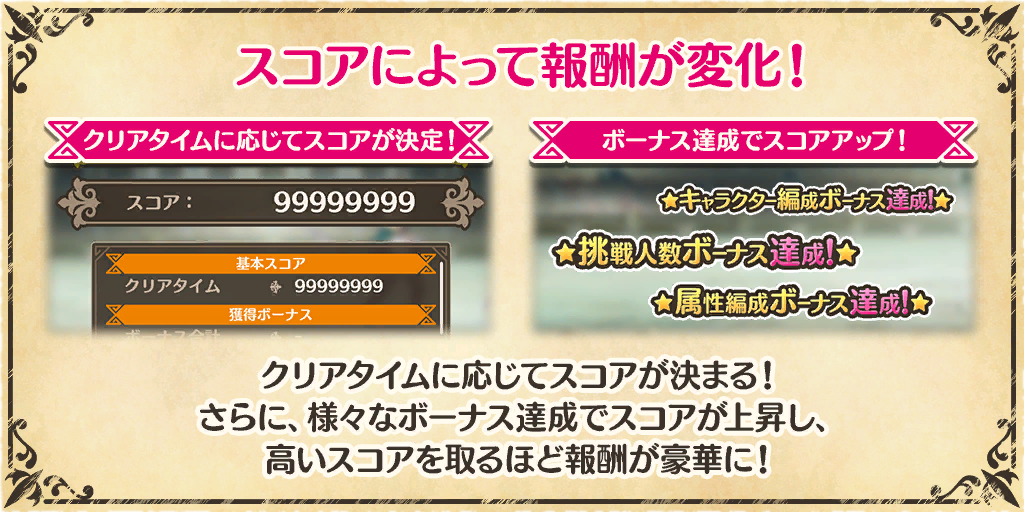 スコアによって報酬が変化！
クリアタイムに応じてスコアが決定！
スコア： 99999999
基本スコア
クリアタイム 99999999
獲得ボーナス
ボーナス合計
ボーナス達成でスコアアップ！
キャラクター編成ボーナス達成！
挑戦人数ボーナス達成！
属性編成ボーナス達成！
クリアタイムに応じてスコアが決まる！
さらに、様々なボーナス達成でスコアが上昇し、
高いスコアを取るほど報酬が豪華に！